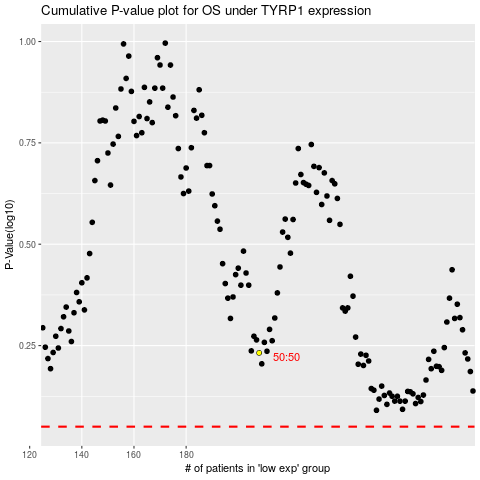 Cumulative P-value plot for OS under TYRP1 expression
P-Value(log10)
1.00
0.75
0.50
0.25
50:50
120 140 160 180
# of patients in 'low exp' group